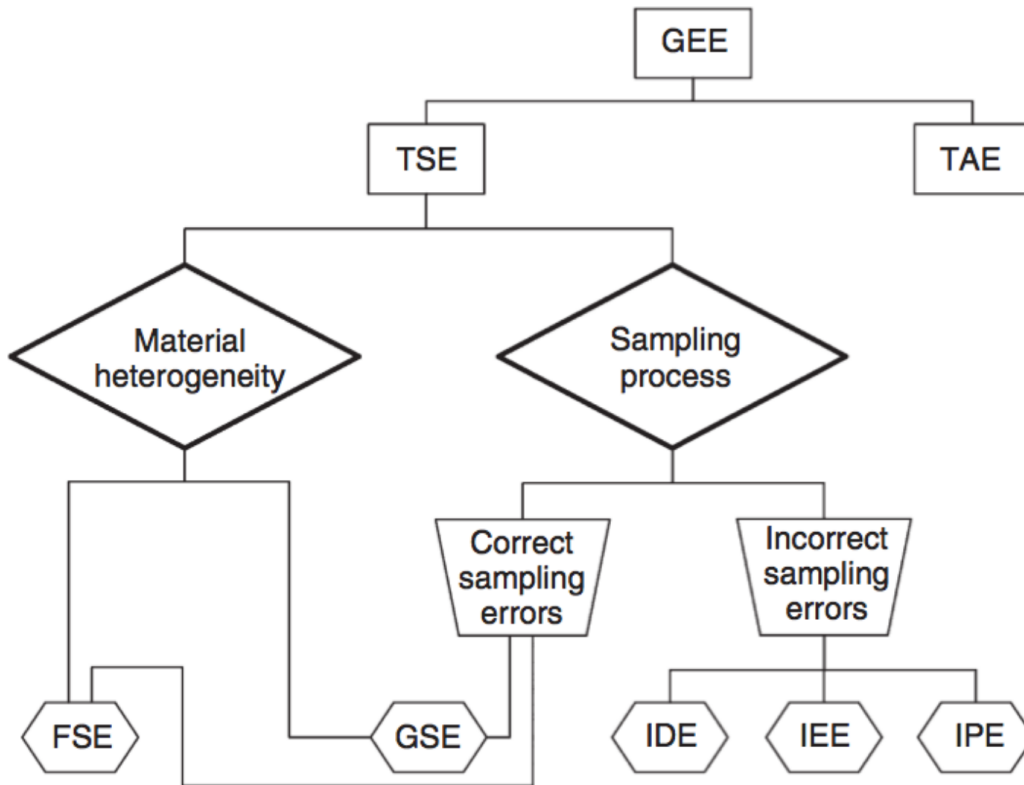 GEE
TSE
TAE
Material
heterogeneity
Sampling
process
Correct
sampling
errors
Incorrect
sampling
errors
FSE
GSE
IDE
IEE
IPE